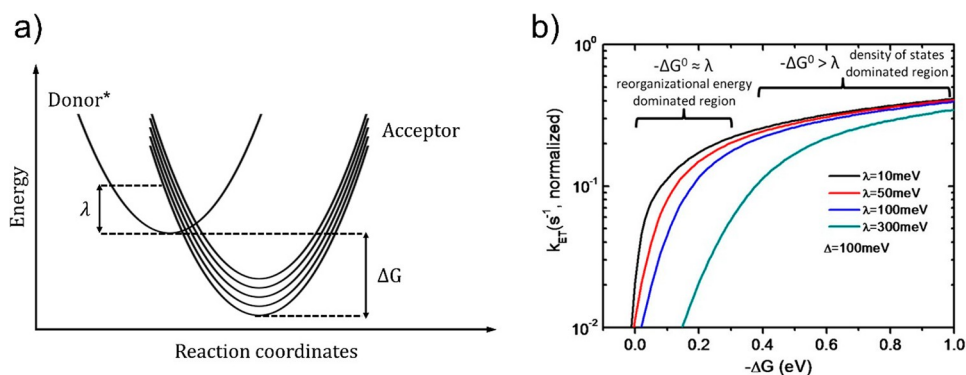 a)
Donor*
Acceptor
λ
ΔG
Energy
Reaction coordinates
b)
-ΔG⁰ ≈ λ
reorganizational energy
dominated region
-ΔG⁰ > λ
density of states
dominated region
10⁰
10⁻¹
10⁻²
k_ET(s⁻¹, normalized)
λ=10meV
λ=50meV
λ=100meV
λ=300meV
Δ=100meV
0.0 0.2 0.4 0.6 0.8 1.0
-ΔG (eV)